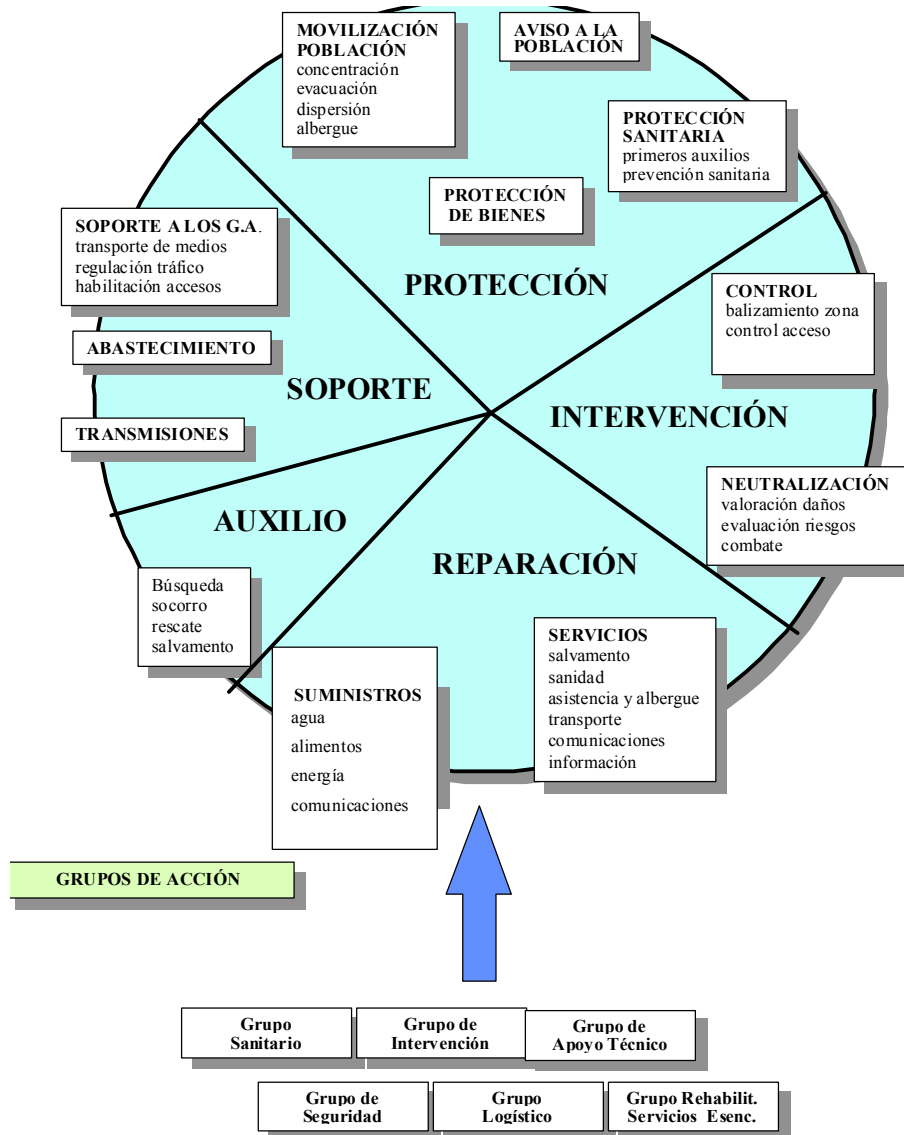 MOVILIZACIÓN
POBLACIÓN
concentración
evacuación
dispersión
albergue
AVISO A LA
POBLACIÓN
PROTECCIÓN
SANITARIA
primeros auxilios
prevención sanitaria
PROTECCIÓN
DE BIENES
PROTECCIÓN
SOPORTE A LOS G.A.
transporte de medios
regulación tráfico
habilitación accesos
ABASTECIMIENTO
TRANSMISIONES
SOPORTE
CONTROL
balizamiento zona
control acceso
INTERVENCIÓN
NEUTRALIZACIÓN
valoración daños
evaluación riesgos
combate
AUXILIO
Búsqueda
socorro
rescate
salvamento
REPARACIÓN
SUMINISTROS
agua
alimentos
energía
comunicaciones
SERVICIOS
salvamento
sanidad
asistencia y albergue
transporte
comunicaciones
información
GRUPOS DE ACCIÓN
Grupo
Sanitario
Grupo de
Intervención
Grupo de
Apoyo Técnico
Grupo de
Seguridad
Grupo
Logístico
Grupo Rehabilit.
Servicios Esenc.